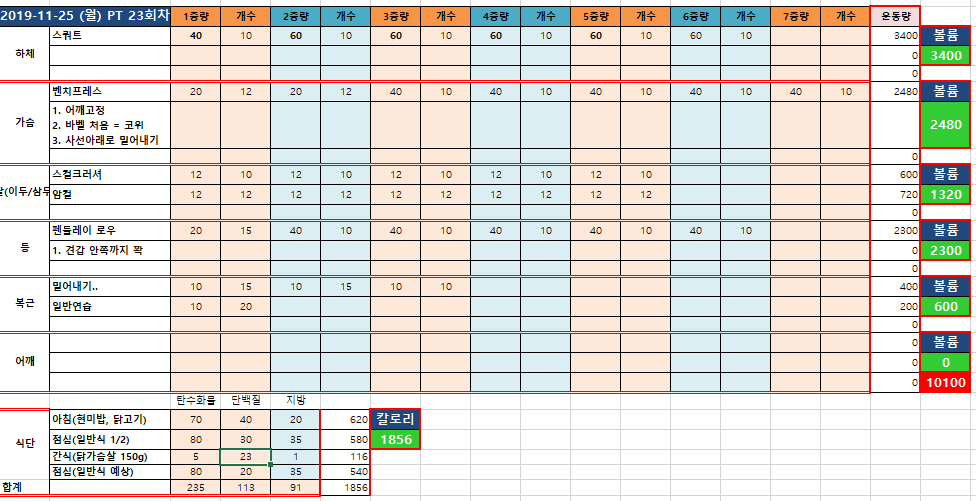 2019-11-25 (월) PT 23회차 1중량 개수 2중량 개수 3중량 개수 4중량 개수 5중량 개수 6중량 개수 7중량 개수 운동량
하체 스쿼트 40 10 60 10 60 10 60 10 60 10 60 10 3400 볼륨
0 3400
0
가슴 벤치프레스 20 12 20 12 40 10 40 10 40 10 40 10 40 10 2480 볼륨
1. 어깨고정
2. 바벨 처음 = 코위
3. 사선아래로 밀어내기
2480
0
(이두/삼두 스컬크러셔 12 10 12 10 12 10 12 10 12 10 600 볼륨
암컬 12 12 12 12 12 12 12 12 12 12 720 1320
0
등 펜듈레이 로우 20 15 40 10 40 10 40 10 40 10 40 10 2300 볼륨
1. 견갑 안쪽까지 꽉 0 2300
0
복근 밀어내기.. 10 15 10 15 10 10 400 볼륨
일반연습 10 20 200 600
0
어깨 0 볼륨
0 0
0 10100
탄수화물 단백질 지방
식단 아침(현미밥, 닭고기) 70 40 20 620 칼로리
점심(일반식 1/2) 80 30 35 580 1856
간식(닭가슴살 150g) 5 23 1 116
점심(일반식 예상) 80 20 35 540
합계 235 113 91 1856